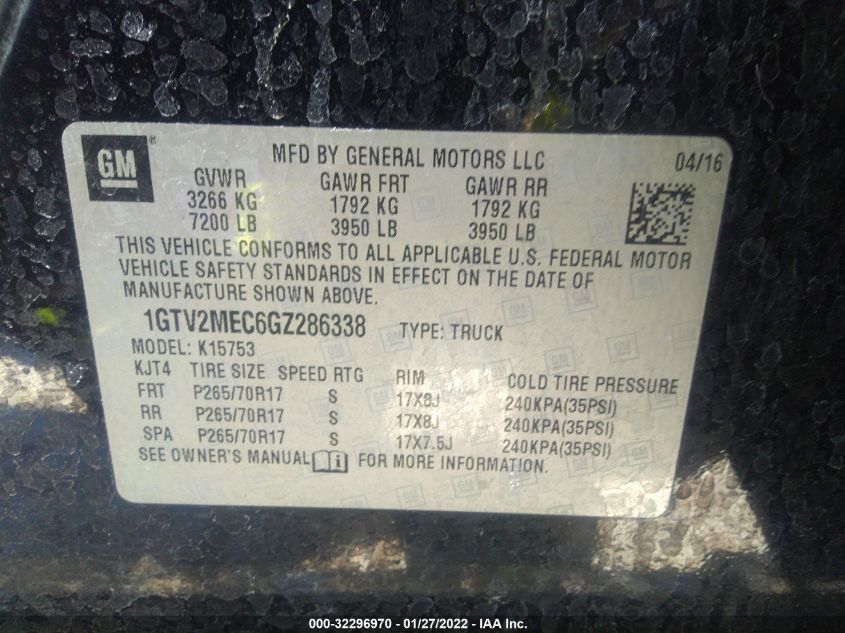 GM ®
MFD BY GENERAL MOTORS LLC 04/16
GVWR GAWR FRT GAWR RR
3266 KG 1792 KG 1792 KG
7200 LB 3950 LB 3950 LB
THIS VEHICLE CONFORMS TO ALL APPLICABLE U.S. FEDERAL MOTOR
VEHICLE SAFETY STANDARDS IN EFFECT ON THE DATE OF
MANUFACTURE SHOWN ABOVE.
1GTV2MEC6GZ286338 TYPE: TRUCK
MODEL: K15753
KJT4 TIRE SIZE SPEED RTG RIM COLD TIRE PRESSURE
FRT P265/70R17 S 17X8J 240KPA(35PSI)
RR P265/70R17 S 17X8J 240KPA(35PSI)
SPA P265/70R17 S 17X7.5J 240KPA(35PSI)
SEE OWNER'S MANUAL i FOR MORE INFORMATION.
000-32296970 - 01/27/2022 - IAA Inc.